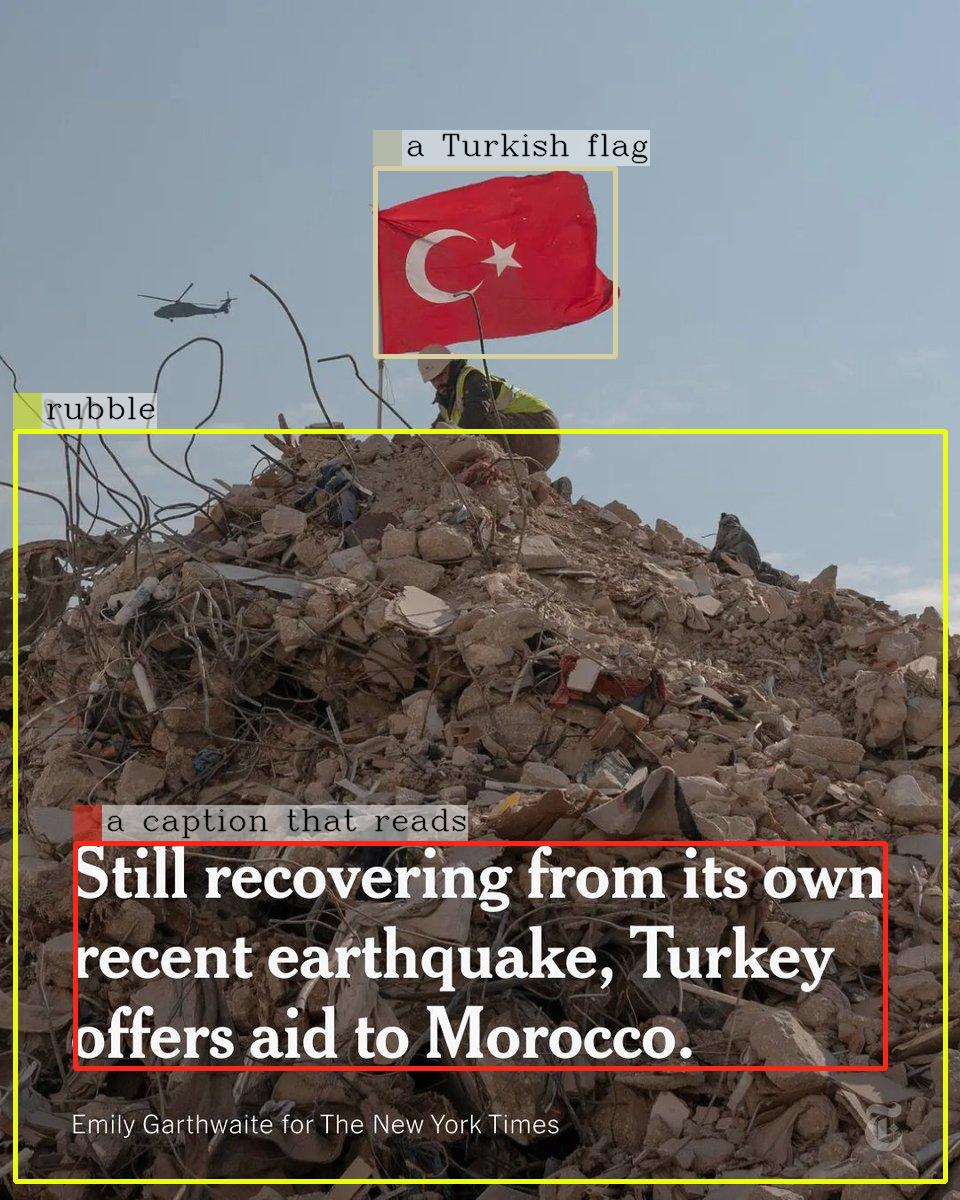 a Turkish flag
rubble
a caption that reads
Still recovering from its own
recent earthquake, Turkey
offers aid to Morocco.
Emily Garthwaite for The New York Times
T